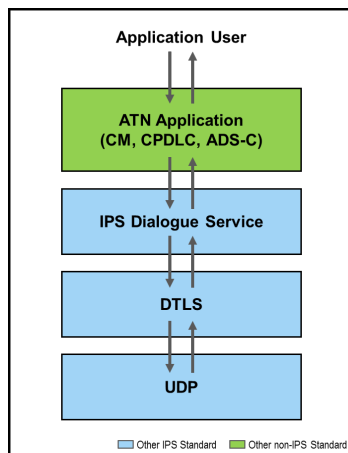 Application User
ATN Application
(CM, CPDLC, ADS-C)
IPS Dialogue Service
DTLS
UDP
Other IPS Standard Other non-IPS Standard